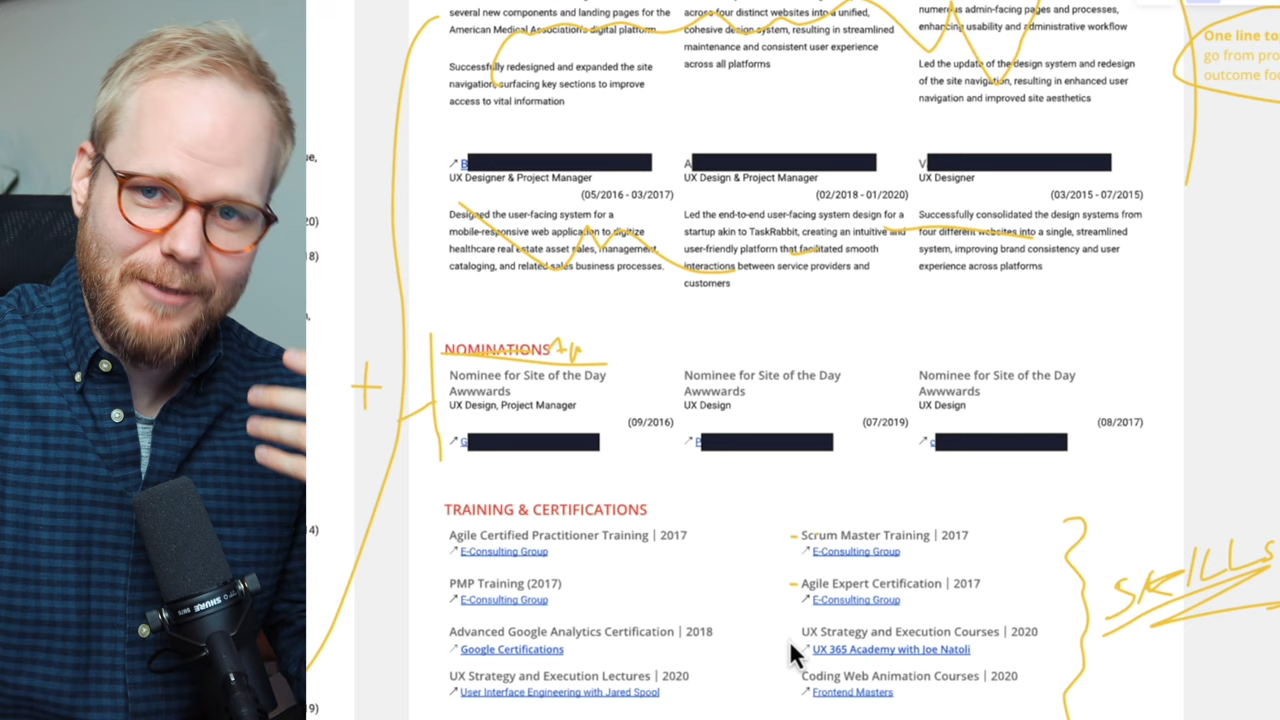 several new components and landing pages for the
American Medical Association's digital platform.
Successfully redesigned and expanded the site
navigation, surfacing key sections to improve
access to vital information
across four distinct websites into a unified,
cohesive design system, resulting in streamlined
maintenance and consistent user experience
across all platforms
numerous admin-facing pages and processes,
enhancing usability and administrative workflow
Led the update of the design system and redesign
of the site navigation, resulting in enhanced user
navigation and improved site aesthetics
One line to
go from pro
outcome fo
↗ B
UX Designer & Project Manager
(05/2016 - 03/2017)
Designed the user-facing system for a
mobile-responsive web application to digitize
healthcare real estate asset sales, management,
cataloging, and related sales business processes.
A
UX Design & Project Manager
(02/2018 - 01/2020)
Led the end-to-end user-facing system design for a
startup akin to TaskRabbit, creating an intuitive and
user-friendly platform that facilitated smooth
interactions between service providers and
customers
V
UX Designer
(03/2015 - 07/2015)
Successfully consolidated the design systems from
four different websites into a single, streamlined
system, improving brand consistency and user
experience across platforms
NOMINATIONS
Nominee for Site of the Day
Awwwards
UX Design, Project Manager
(09/2016)
↗ G
Nominee for Site of the Day
Awwwards
UX Design
(07/2019)
↗ P
Nominee for Site of the Day
Awwwards
UX Design
(08/2017)
↗ c
TRAINING & CERTIFICATIONS
Agile Certified Practitioner Training | 2017
↗ E-Consulting Group
Scrum Master Training | 2017
↗ E-Consulting Group
PMP Training (2017)
↗ E-Consulting Group
Agile Expert Certification | 2017
↗ E-Consulting Group
Advanced Google Analytics Certification | 2018
↗ Google Certifications
UX Strategy and Execution Courses | 2020
↗ UX 365 Academy with Joe Natoli
UX Strategy and Execution Lectures | 2020
↗ User Interface Engineering with Jared Spool
Coding Web Animation Courses | 2020
↗ Frontend Masters
SKILLS
SHURE
SM7B